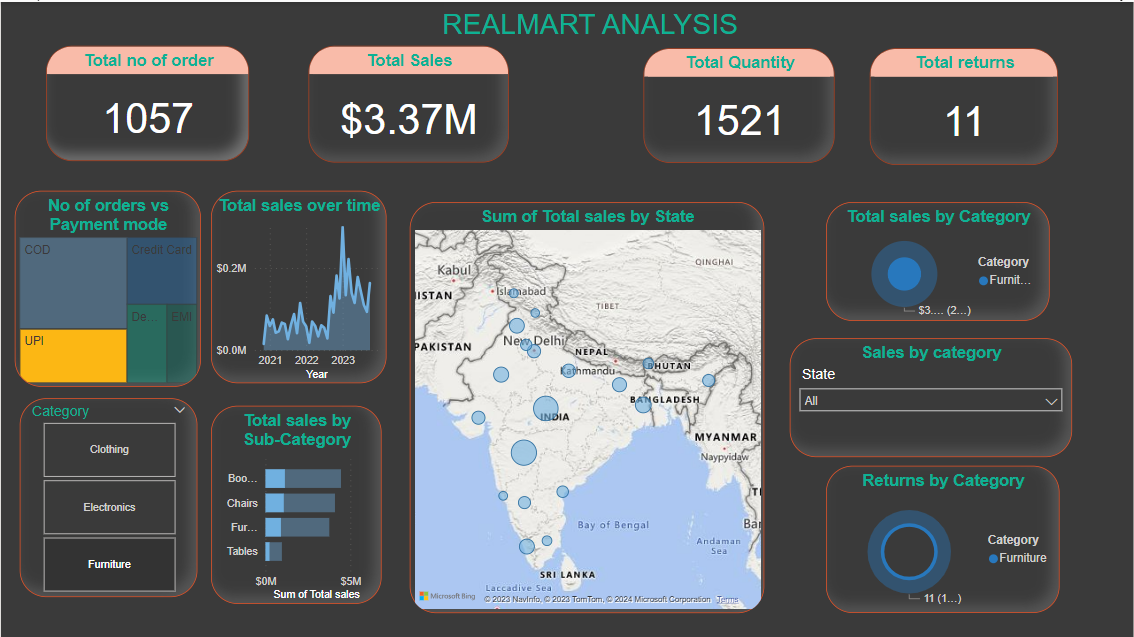 REALMART ANALYSIS
Total no of order
1057
Total Sales
$3.37M
Total Quantity
1521
Total returns
11
No of orders vs
Payment mode
COD
Credit Card
De...
EMI
UPI
Total sales over time
$0.2M
$0.0M
2021 2022 2023
Year
Category
Clothing
Electronics
Furniture
Total sales by
Sub-Category
Boo...
Chairs
Fur...
Tables
$0M $5M
Sum of Total sales
Sum of Total sales by State
QINGHAI
Kabul
Islamabad
ISTAN
TIBET
New Delhi
PAKISTAN
NEPAL
Kathmandu
BHUTAN
BANGLADESH
INDIA
MYANMAR
Naypyidaw
Bay of Bengal
Andaman
Sea
SRI LANKA
Laccadive Sea
Microsoft Bing
© 2023 NavInfo, © 2023 TomTom, © 2024 Microsoft Corporation Terms
Total sales by Category
Category
Furnit...
$3.... (2...)
Sales by category
State
All
Returns by Category
Category
Furniture
11 (1...)